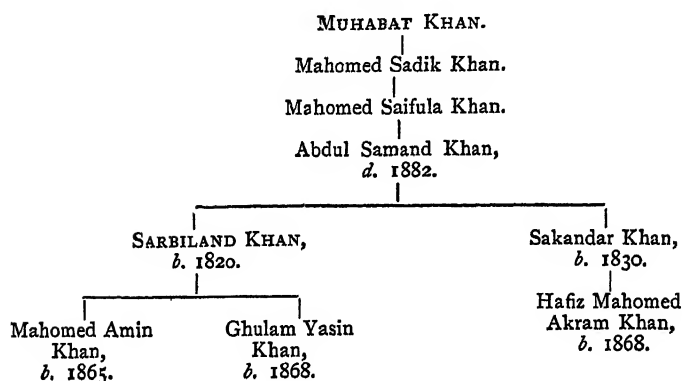 MUHABAT KHAN.
Mahomed Sadik Khan.
Mahomed Saifula Khan.
Abdul Samand Khan,
d. 1882.
SARBILAND KHAN,
b. 1820.
Sakandar Khan,
b. 1830.
Mahomed Amin
Khan,
b. 1865.
Ghulam Yasin
Khan,
b. 1868.
Hafiz Mahomed
Akram Khan,
b. 1868.